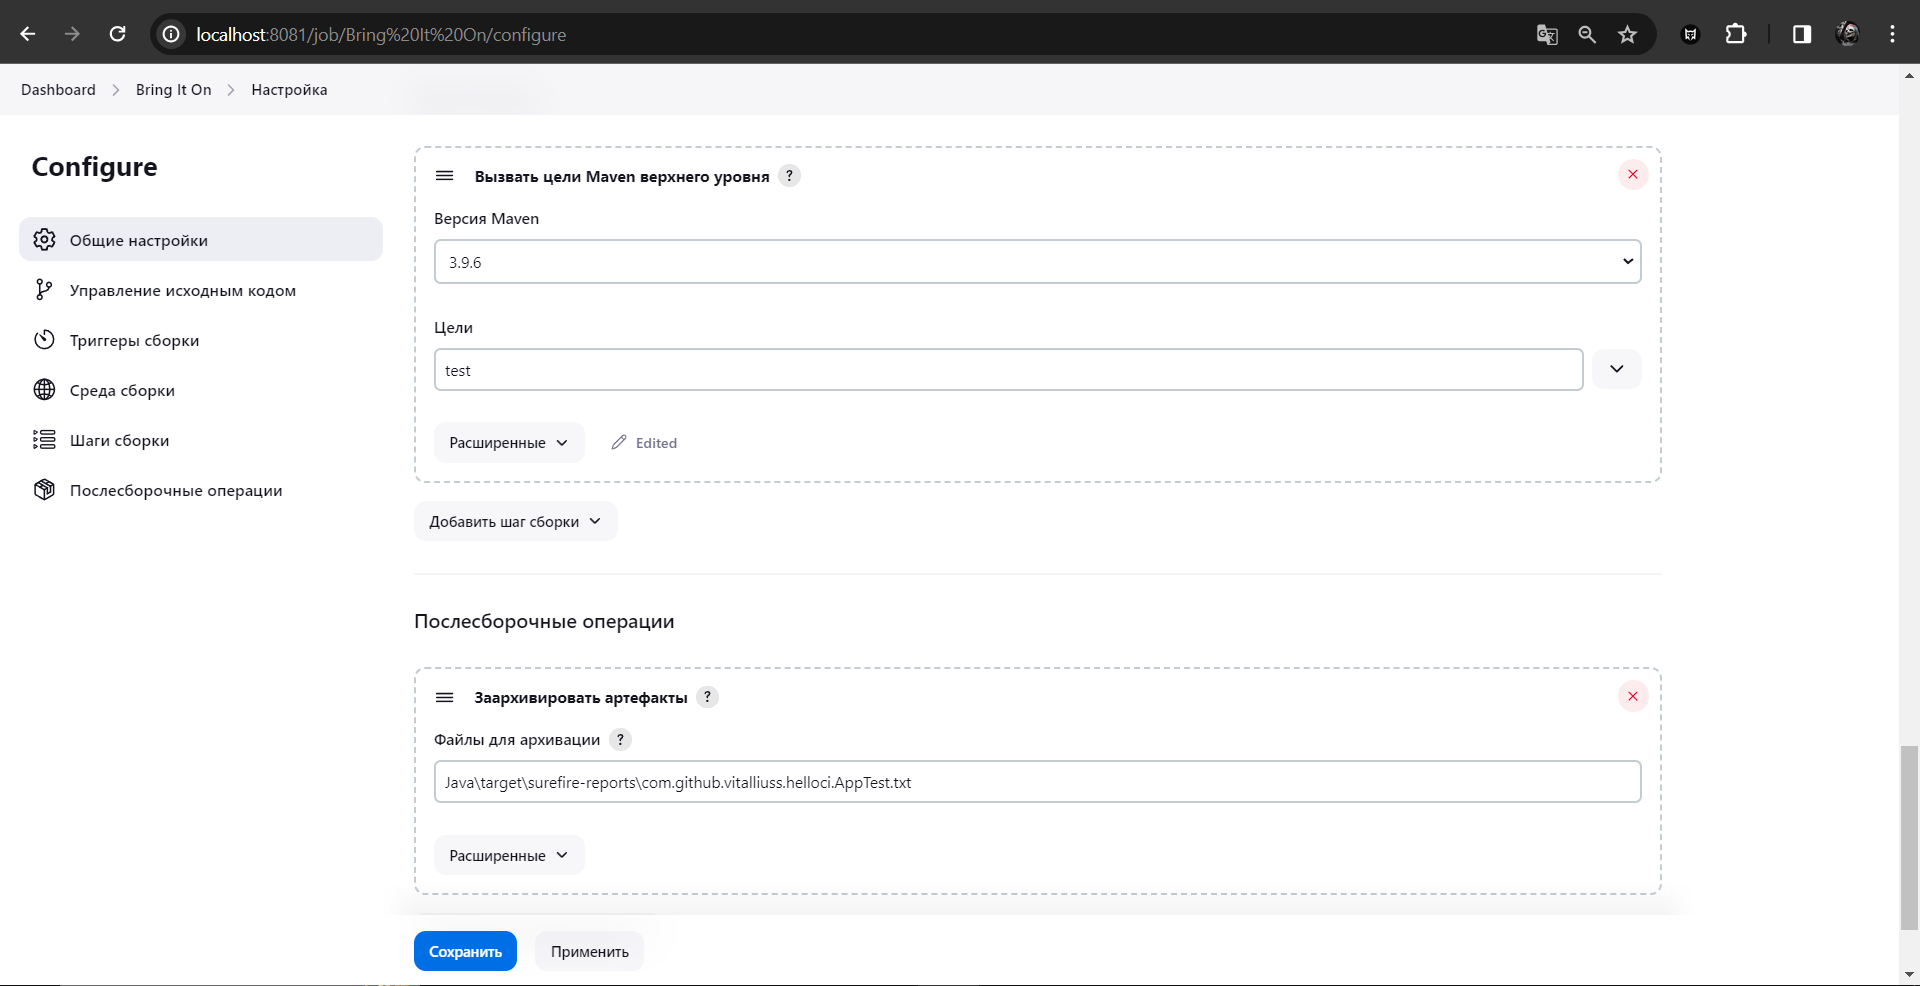 localhost:8081/job/Bring%20It%20On/configure
Dashboard > Bring It On > Настройка
Configure
Общие настройки
Управление исходным кодом
Триггеры сборки
Среда сборки
Шаги сборки
Послесборочные операции
Вызвать цели Maven верхнего уровня ?
Версия Maven
3.9.6
Цели
test
Расширенные
Edited
Добавить шаг сборки
Послесборочные операции
Заархивировать артефакты ?
Файлы для архивации ?
Java\target\surefire-reports\com.github.vitalliuss.helloci.AppTest.txt
Расширенные
Сохранить
Применить